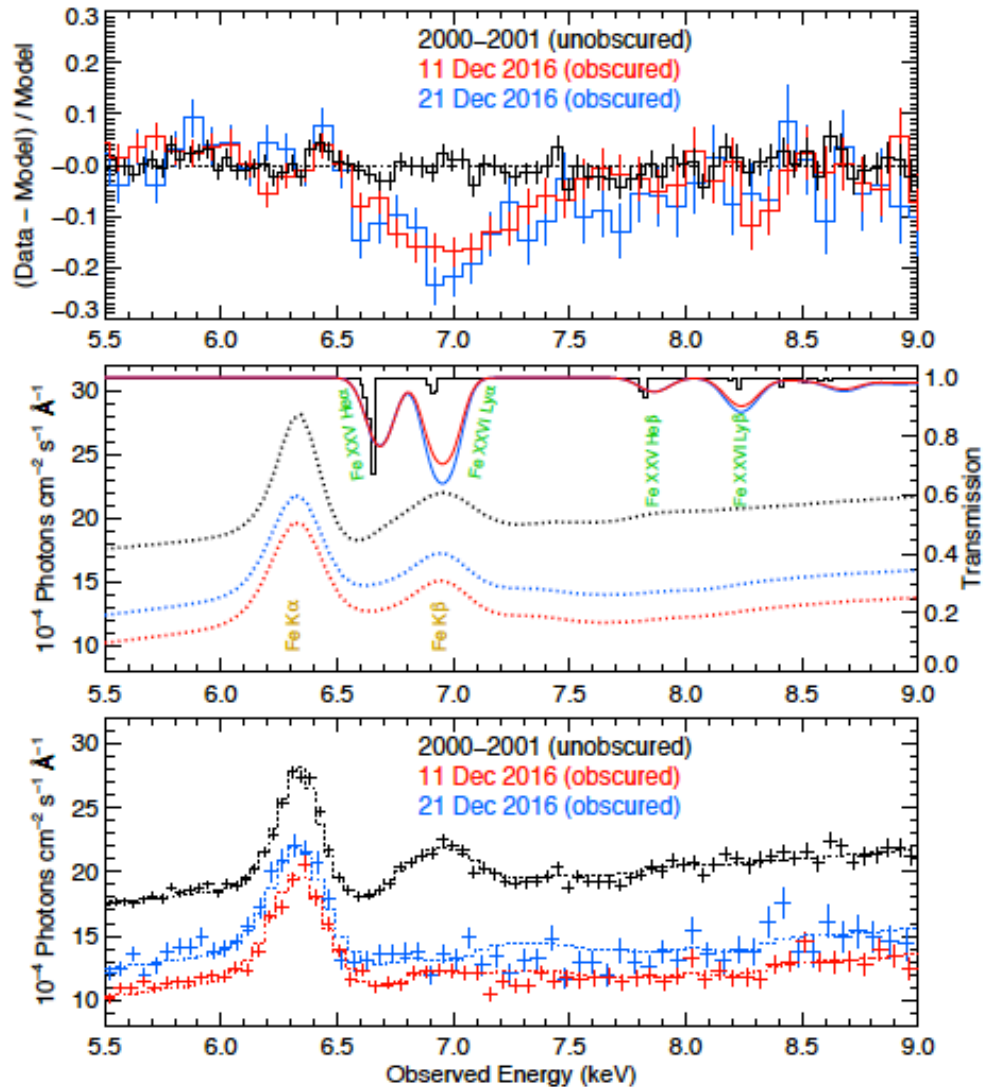 0.3
0.2
0.1
−0.0
−0.1
−0.2
−0.3
(Data − Model) / Model
2000−2001 (unobscured)
11 Dec 2016 (obscured)
21 Dec 2016 (obscured)
5.5 6.0 6.5 7.0 7.5 8.0 8.5 9.0
30
25
20
15
10
10⁻⁴ Photons cm⁻² s⁻¹ Å⁻¹
Fe XXV Heα
Fe XXVI Lyα
Fe XXV Heβ
Fe XXVI Lyβ
Fe Kα
Fe Kβ
1.0
0.8
0.6
0.4
0.2
0.0
Transmission
5.5 6.0 6.5 7.0 7.5 8.0 8.5 9.0
30
25
20
15
10
10⁻⁴ Photons cm⁻² s⁻¹ Å⁻¹
2000−2001 (unobscured)
11 Dec 2016 (obscured)
21 Dec 2016 (obscured)
5.5 6.0 6.5 7.0 7.5 8.0 8.5 9.0
Observed Energy (keV)